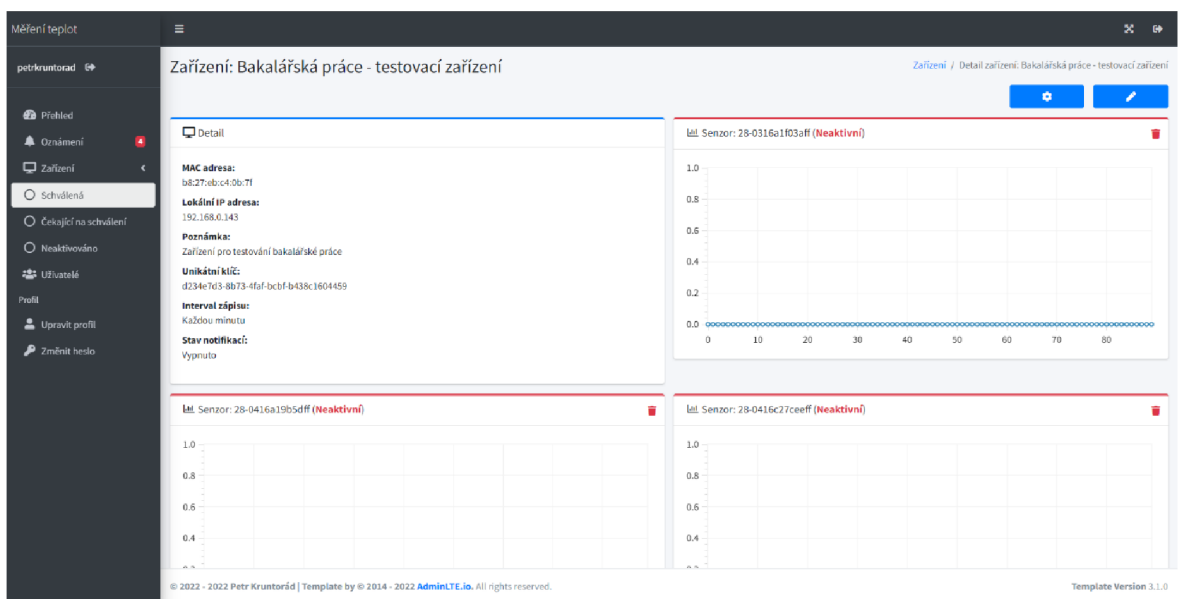 Měření teplot
petrkruntorad
Přehled
Oznámení 4
Zařízení
Schválená
Čekající na schválení
Neaktivováno
Uživatelé
Profil
Upravit profil
Změnit heslo
Zařízení: Bakalářská práce - testovací zařízení
Zařízení / Detail zařízení: Bakalářská práce - testovací zařízení
Detail
MAC adresa:
b8:27:eb:c4:0b:7f
Lokální IP adresa:
192.168.0.143
Poznámka:
Zařízení pro testování bakalářské práce
Unikátní klíč:
d234e7d3-8b73-4faf-bcbf-b438c1604459
Interval zápisu:
Každou minutu
Stav notifikací:
Vypnuto
Senzor: 28-0316a1f03aff (Neaktivní)
1.0
0.8
0.6
0.4
0.2
0.0
0 10 20 30 40 50 60 70 80
Senzor: 28-0416a19b5dff (Neaktivní)
1.0
0.8
0.6
0.4
Senzor: 28-0416c27ceeff (Neaktivní)
1.0
0.8
0.6
0.4
© 2022 - 2022 Petr Kruntorád | Template by © 2014 - 2022 AdminLTE.io. All rights reserved.
Template Version 3.1.0